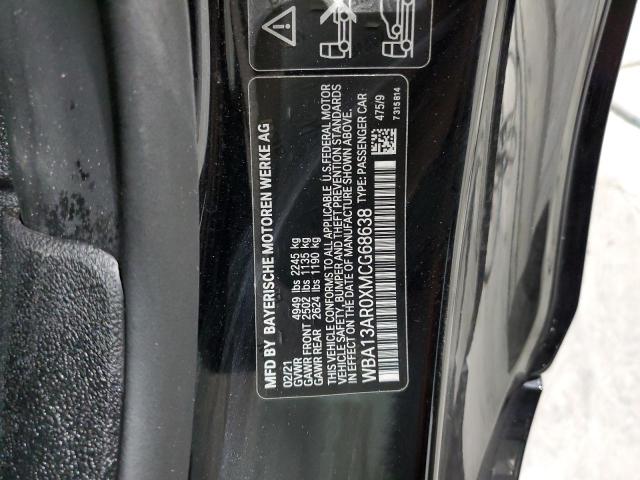 MFD BY BAYERISCHE MOTOREN WERKE AG
02/21
GVWR 4949 lbs 2245 kg
GAWR FRONT 2502 lbs 1135 kg
GAWR REAR 2624 lbs 1190 kg
THIS VEHICLE CONFORMS TO ALL APPLICABLE U.S. FEDERAL MOTOR
VEHICLE SAFETY, BUMPER AND THEFT PREVENTION STANDARDS
IN EFFECT ON THE DATE OF MANUFACTURE SHOWN ABOVE.
WBA13AR0XMCG68638 TYPE: PASSENGER CAR
475/9
7315814